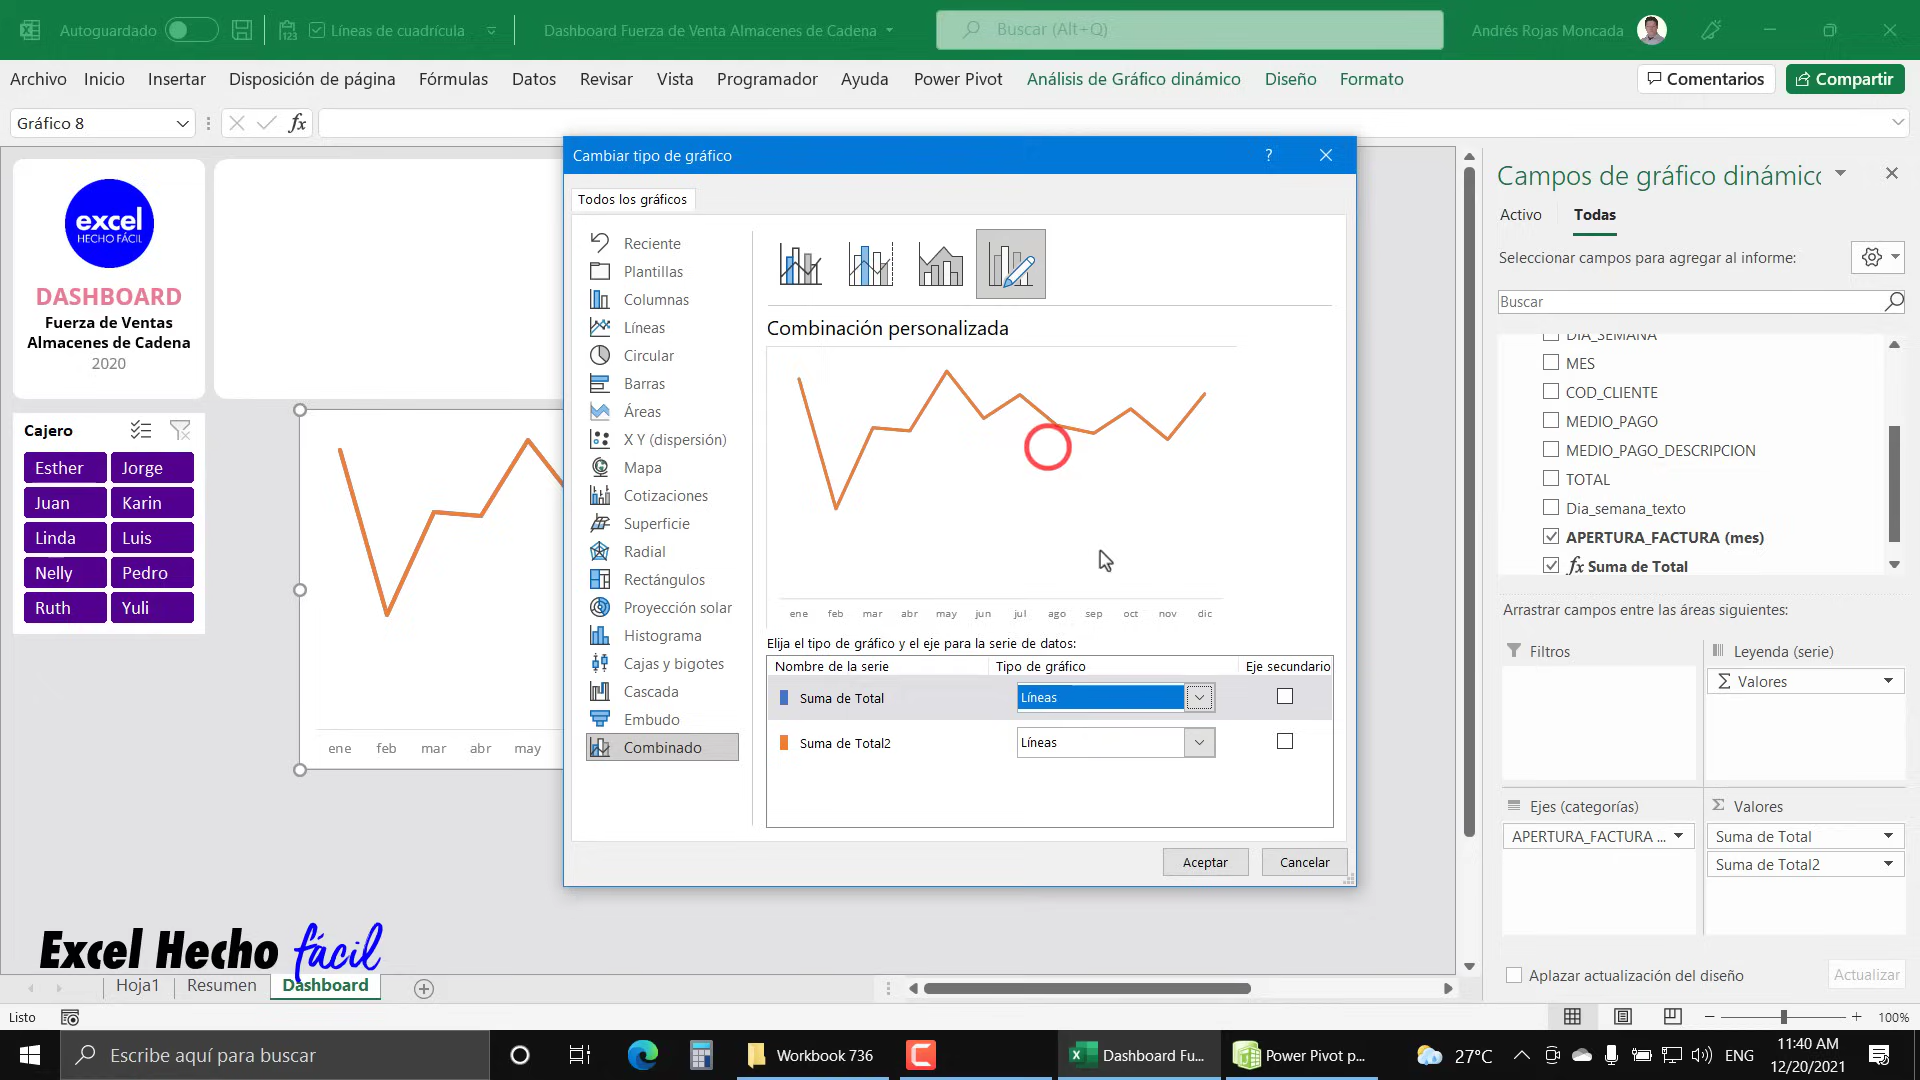 Autoguardado
Líneas de cuadrícula
Dashboard Fuerza de Venta Almacenes de Cadena
Buscar (Alt+Q)
Andrés Rojas Moncada
Archivo Inicio Insertar Disposición de página Fórmulas Datos Revisar Vista Programador Ayuda Power Pivot Análisis de Gráfico dinámico Diseño Formato
Comentarios
Compartir
Gráfico 8
fx
excel
HECHO FÁCIL
DASHBOARD
Fuerza de Ventas
Almacenes de Cadena
2020
Cajero
Esther Jorge
Juan Karin
Linda Luis
Nelly Pedro
Ruth Yuli
ene feb mar abr may
Cambiar tipo de gráfico
?
Todos los gráficos
Reciente
Plantillas
Columnas
Líneas
Circular
Barras
Áreas
X Y (dispersión)
Mapa
Cotizaciones
Superficie
Radial
Rectángulos
Proyección solar
Histograma
Cajas y bigotes
Cascada
Embudo
Combinado
Combinación personalizada
ene feb mar abr may jun jul ago sep oct nov dic
Elija el tipo de gráfico y el eje para la serie de datos:
Nombre de la serie Tipo de gráfico Eje secundario
Suma de Total Líneas
Suma de Total2 Líneas
Aceptar Cancelar
Campos de gráfico dinámico
Activo Todas
Seleccionar campos para agregar al informe:
Buscar
DIA_SEMANA
MES
COD_CLIENTE
MEDIO_PAGO
MEDIO_PAGO_DESCRIPCION
TOTAL
Dia_semana_texto
APERTURA_FACTURA (mes)
fx Suma de Total
Arrastrar campos entre las áreas siguientes:
Filtros
Leyenda (serie)
Σ Valores
Ejes (categorías)
APERTURA_FACTURA ...
Σ Valores
Suma de Total
Suma de Total2
Aplazar actualización del diseño
Actualizar
Excel Hecho fácil
Hoja1 Resumen Dashboard
Listo
100%
Escribe aquí para buscar
Workbook 736
Dashboard Fu...
Power Pivot p...
27°C
ENG
11:40 AM
12/20/2021